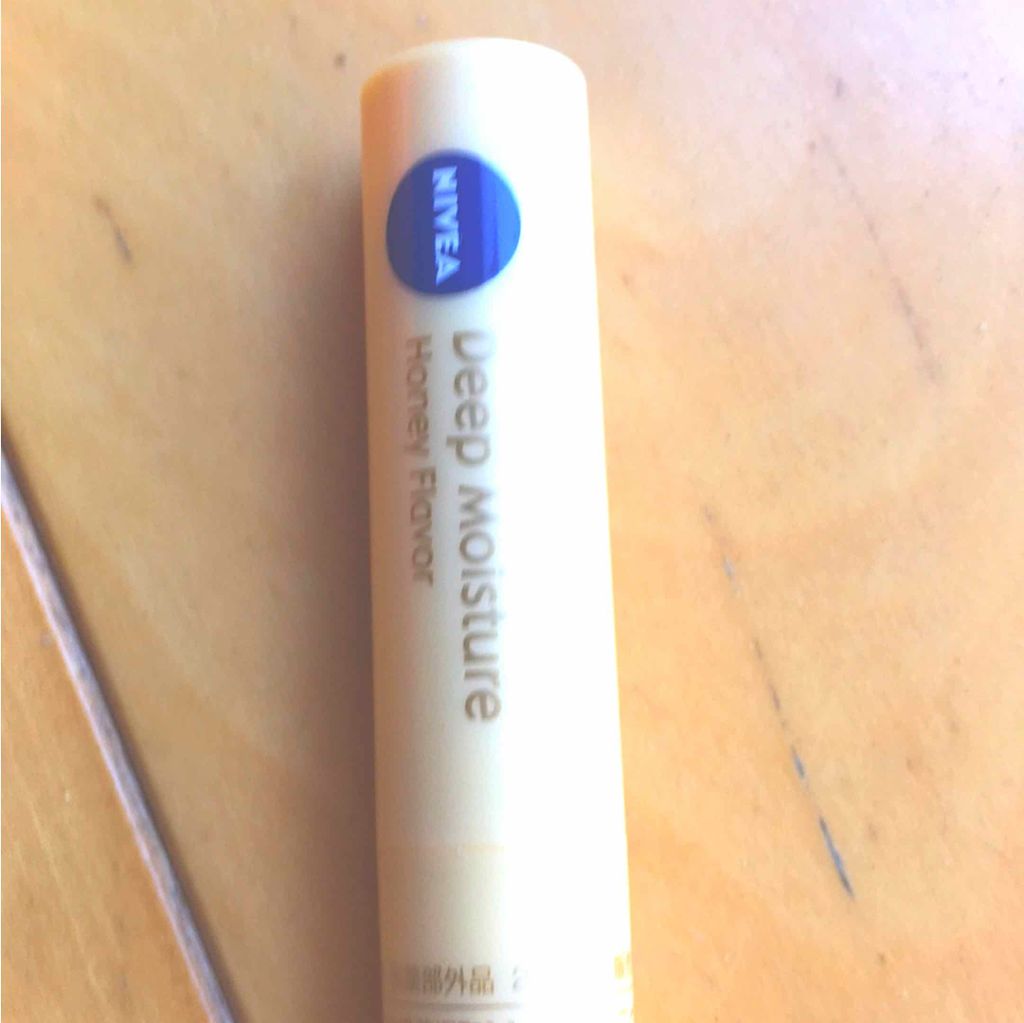 NIVEA
Deep Moisture
Honey Flavor
部外品